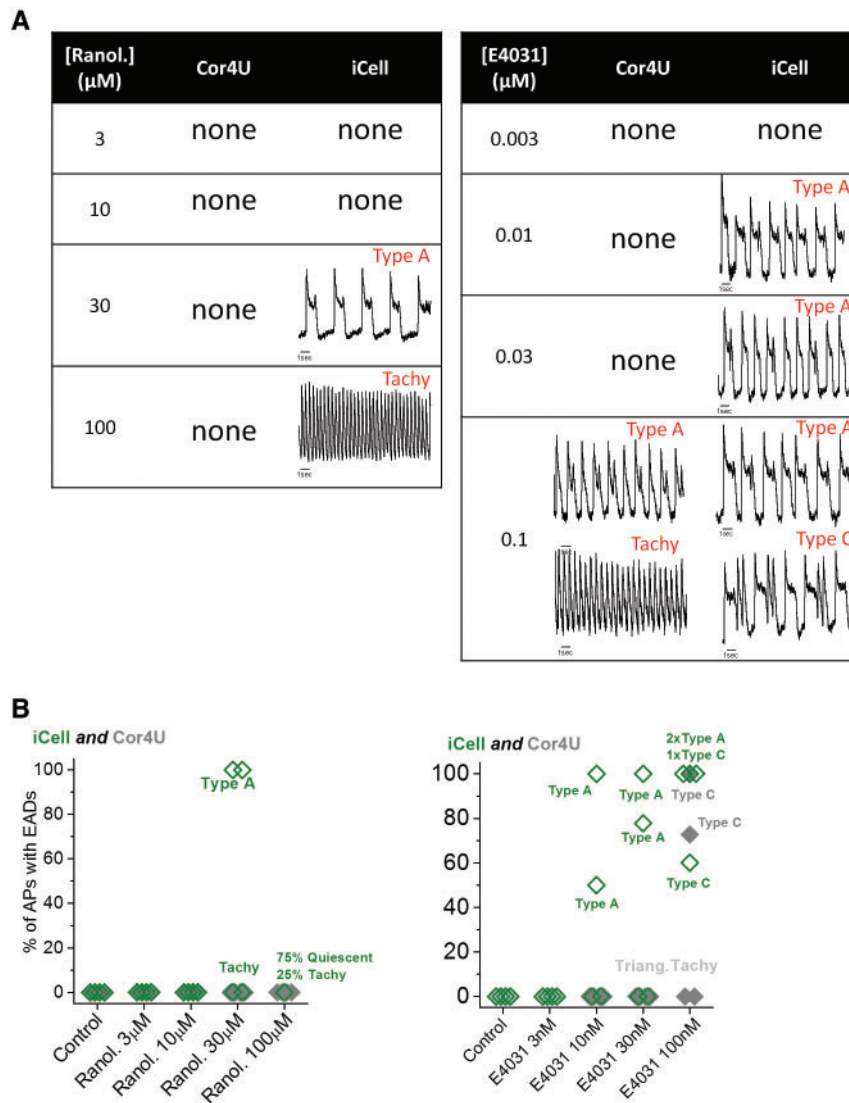 A
[Ranol.] (μM) Cor4U iCell
3 none none
10 none none
30 none Type A
1sec
100 none Tachy
1sec
[E4031] (μM) Cor4U iCell
0.003 none none
0.01 none Type A
1sec
0.03 none Type A
1sec
0.1 Type A Type A
1sec 1sec
Tachy Type C
1sec 1sec
B
iCell and Cor4U
% of APs with EADs
100
80
60
40
20
0
Type A
Tachy
75% Quiescent
25% Tachy
Control
Ranol. 3μM
Ranol. 10μM
Ranol. 30μM
Ranol. 100μM
iCell and Cor4U
2xType A
1xType C
100
80
60
40
20
0
Type A
Type A
Type C
Type C
Type A
Type A
Type C
Triang.Tachy
Control
E4031 3nM
E4031 10nM
E4031 30nM
E4031 100nM